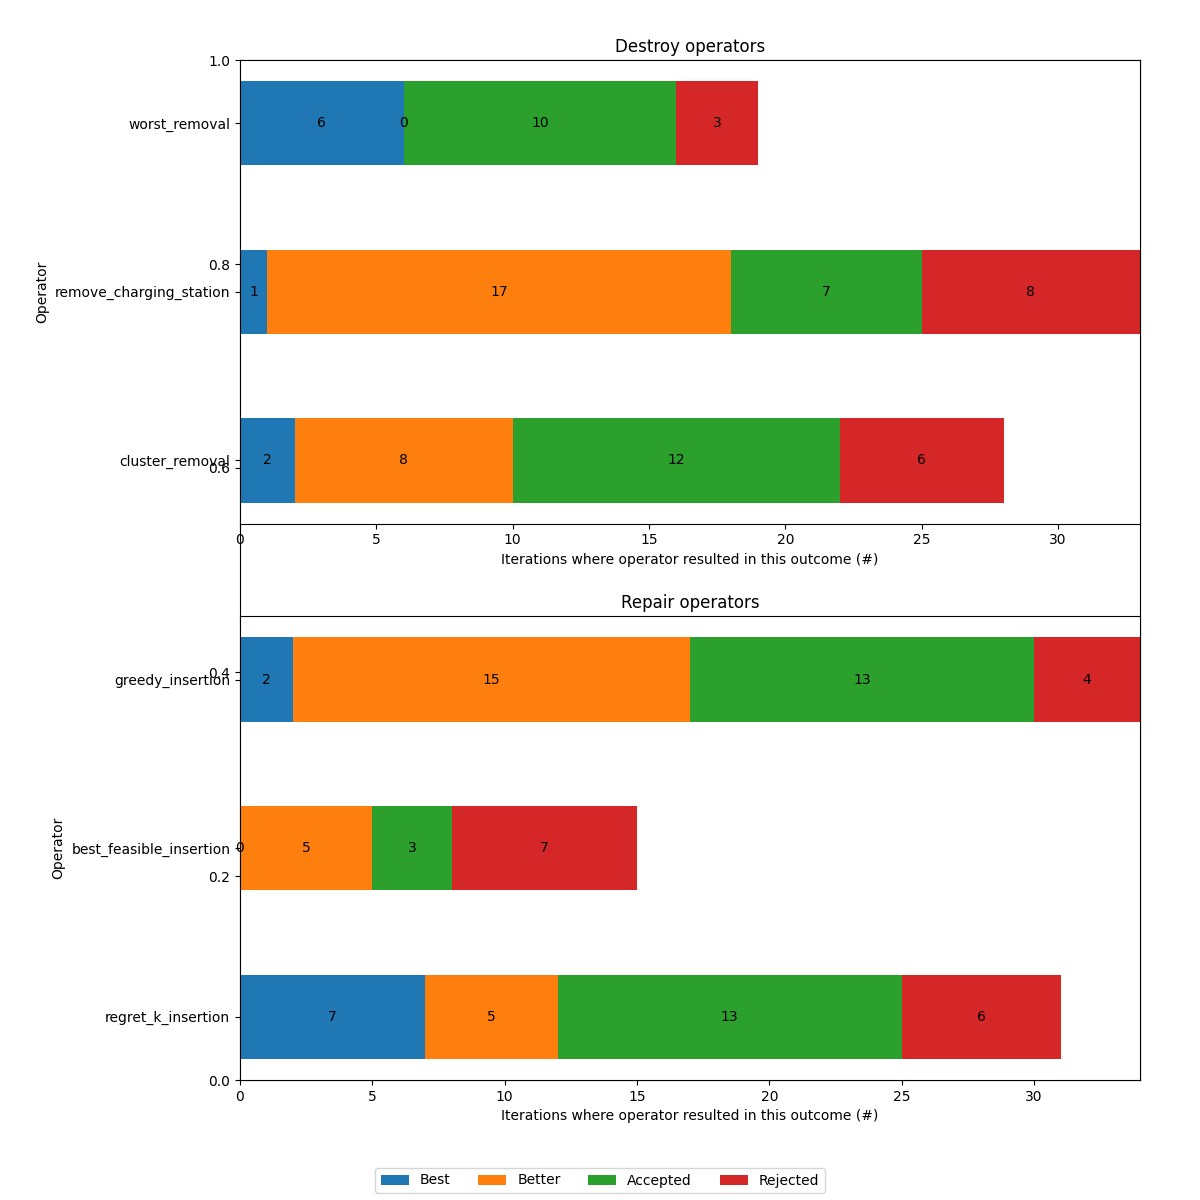 Destroy operators
1.0
worst_removal 6 0 10 3
0.8
Operator
remove_charging_station 1 17 7 8
cluster_removal 2 8 12 6
0.6
0 5 10 15 20 25 30
Iterations where operator resulted in this outcome (#)
Repair operators
0.4
greedy_insertion 2 15 13 4
Operator
best_feasible_insertion 0 5 3 7
0.2
regret_k_insertion 7 5 13 6
0.0
0 5 10 15 20 25 30
Iterations where operator resulted in this outcome (#)
Best Better Accepted Rejected